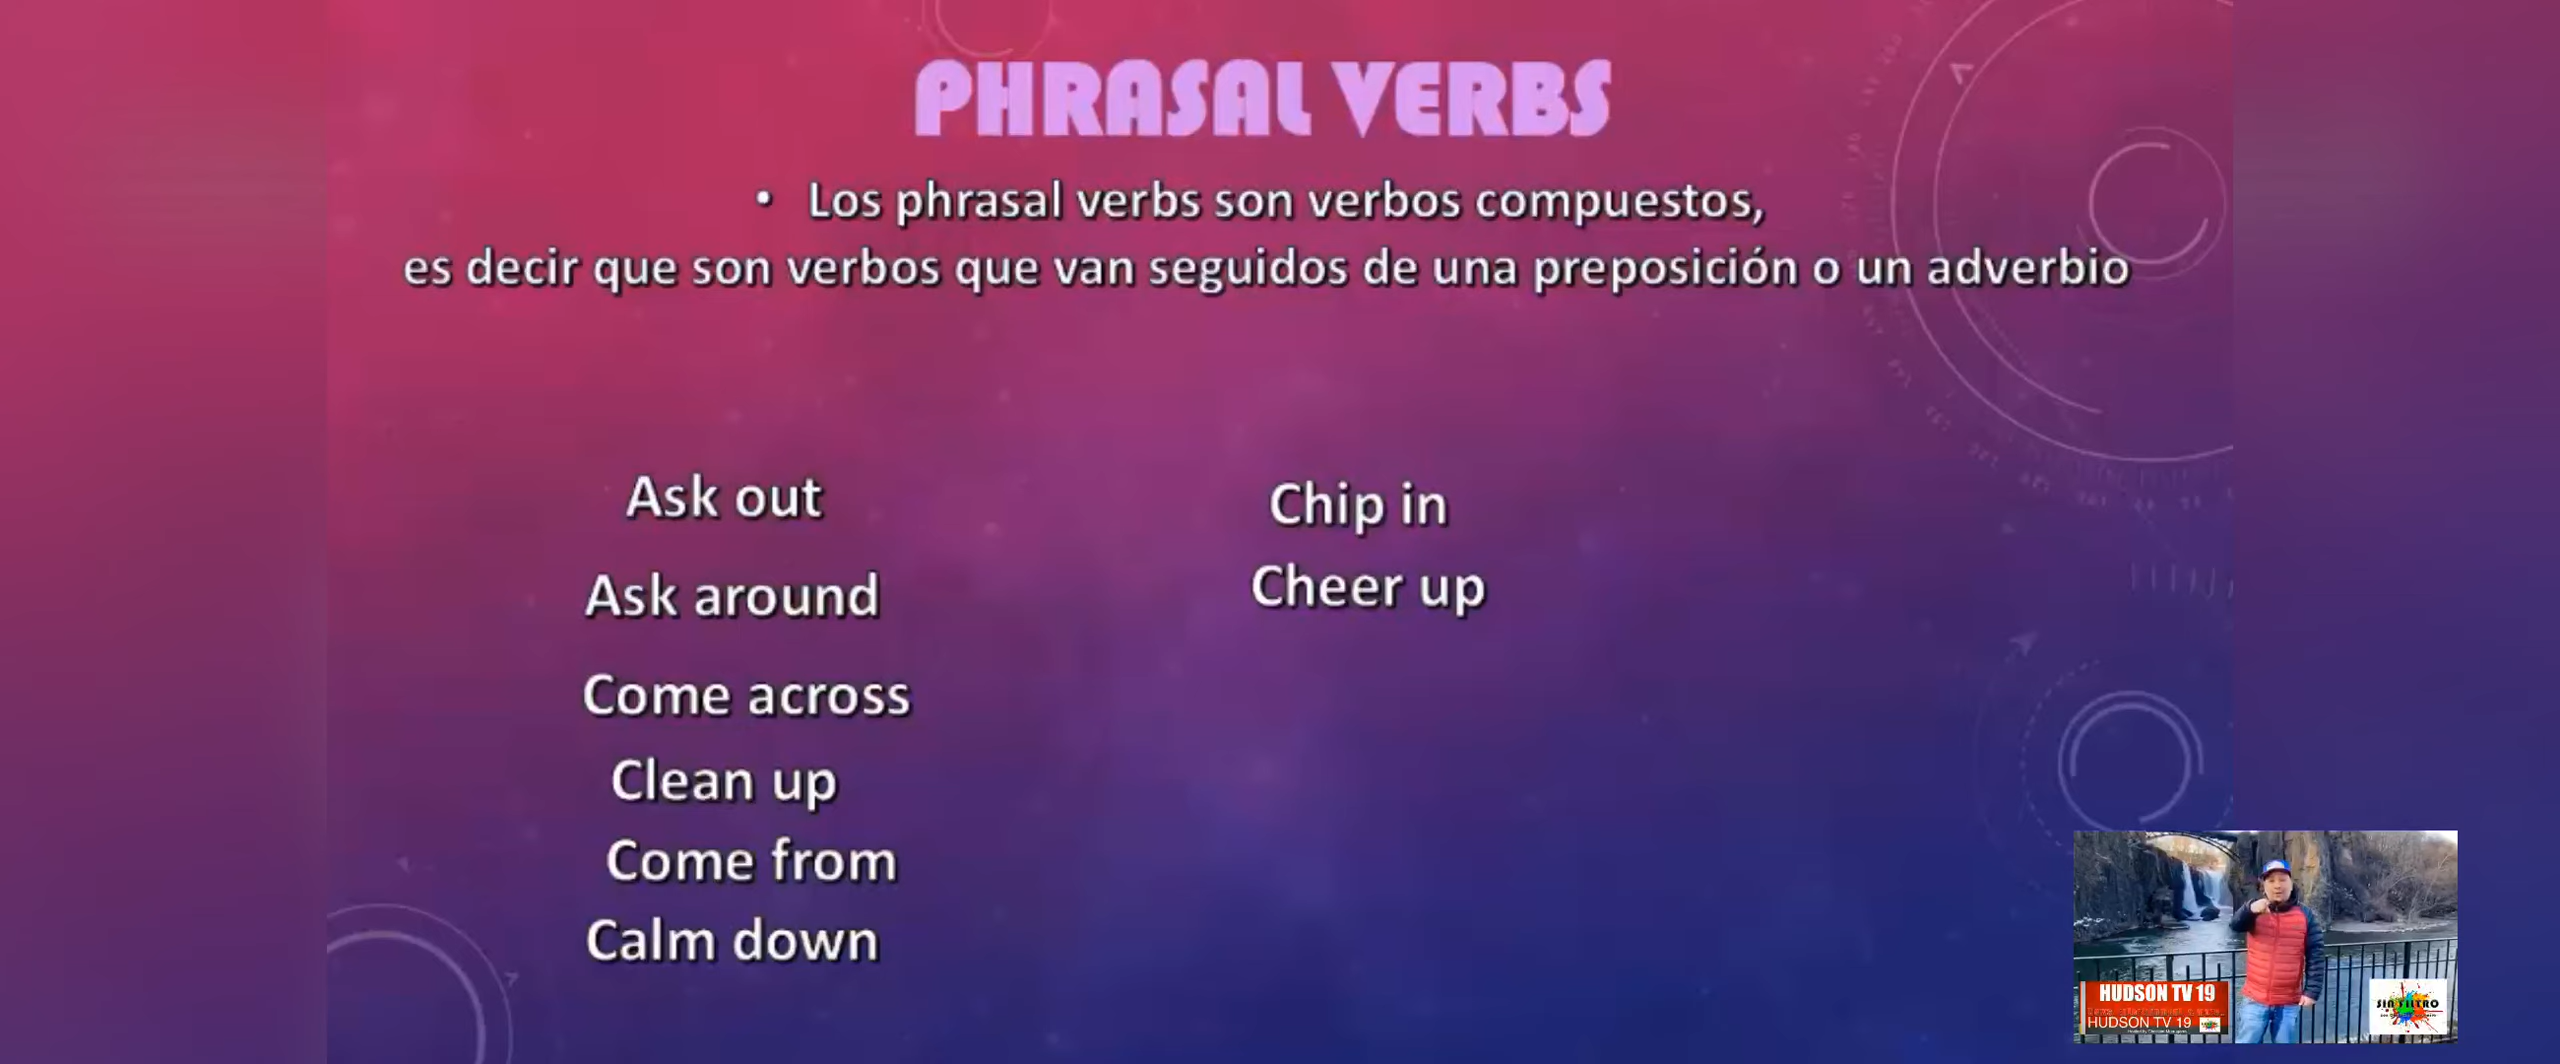 PHRASAL VERBS
• Los phrasal verbs son verbos compuestos,
es decir que son verbos que van seguidos de una preposición o un adverbio
Ask out
Ask around
Come across
Clean up
Come from
Calm down
Chip in
Cheer up
HUDSON TV 19
HUDSON TV 19
SIN FILTRO